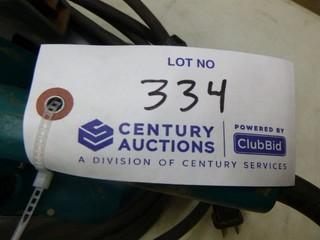 LOT NO
334
CENTURY
AUCTIONS
POWERED BY
ClubBid
A DIVISION OF CENTURY SERVICES